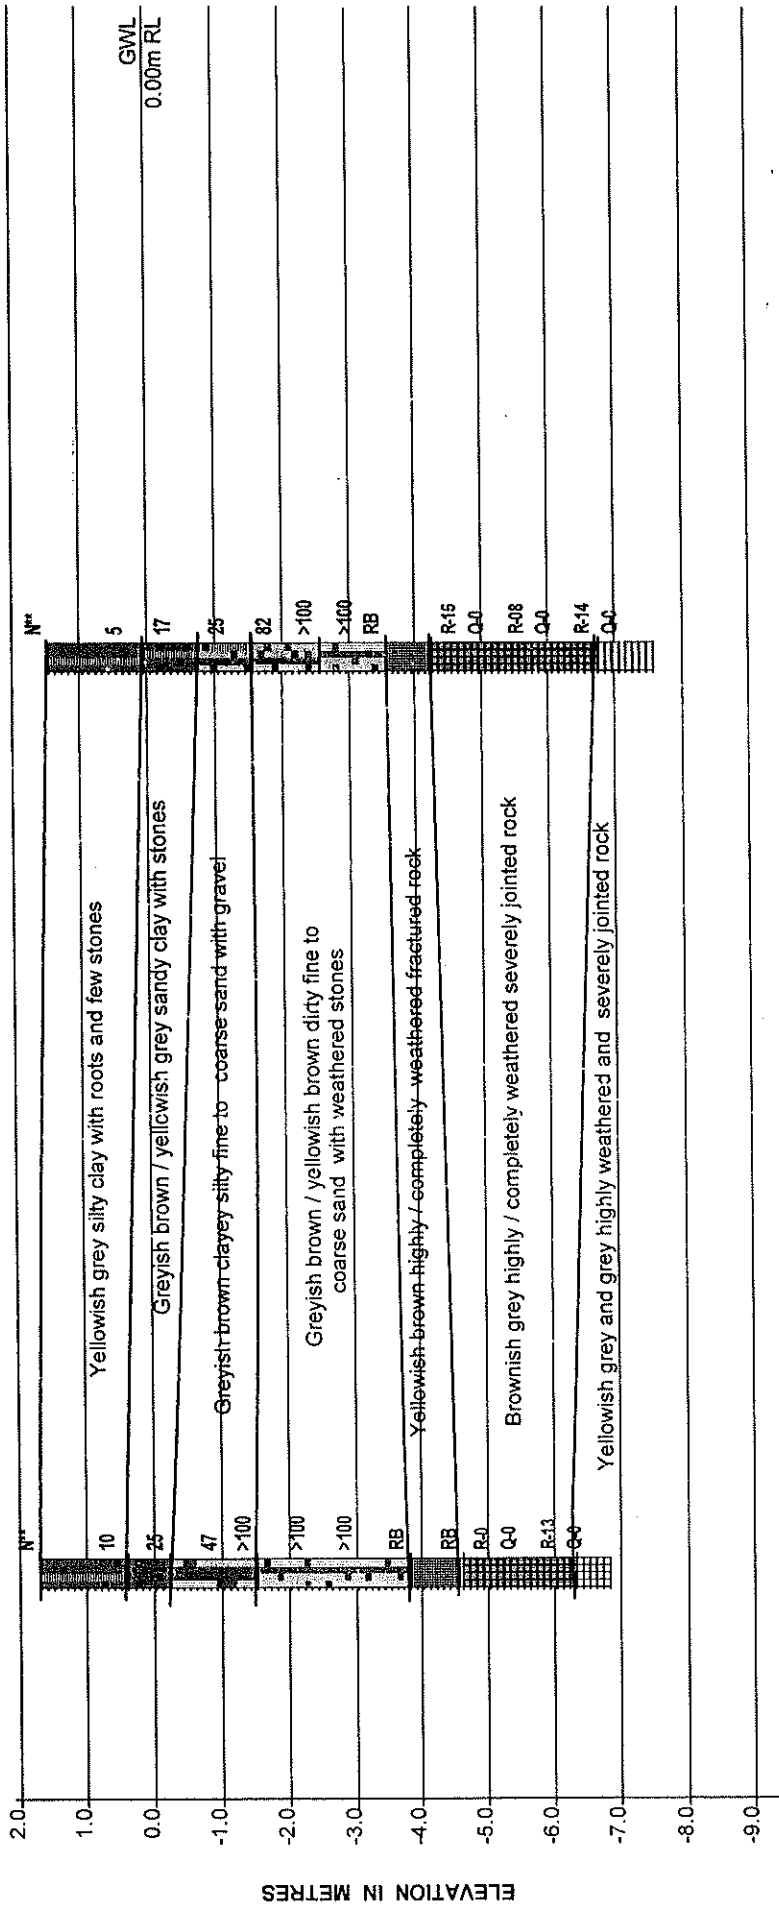 ELEVATION IN METRES
2.0
1.0
0.0
-1.0
-2.0
-3.0
-4.0
-5.0
-6.0
-7.0
-8.0
-9.0
N**
10
25
47
>100
>100
>100
RB
RB
R-0
Q-0
R-13
Q-0
Yellowish grey silty clay with roots and few stones
Greyish brown / yellowish grey sandy clay with stones
Greyish brown clayey silty fine to coarse sand with gravel
Greyish brown / yellowish brown dirty fine to
coarse sand with weathered stones
Yellowish brown highly / completely weathered fractured rock
Brownish grey highly / completely weathered severely jointed rock
Yellowish grey and grey highly weathered and severely jointed rock
N**
5
17
25
82
>100
>100
RB
R-15
Q-0
R-08
Q-0
R-14
Q-0
GWL
0.00m RL